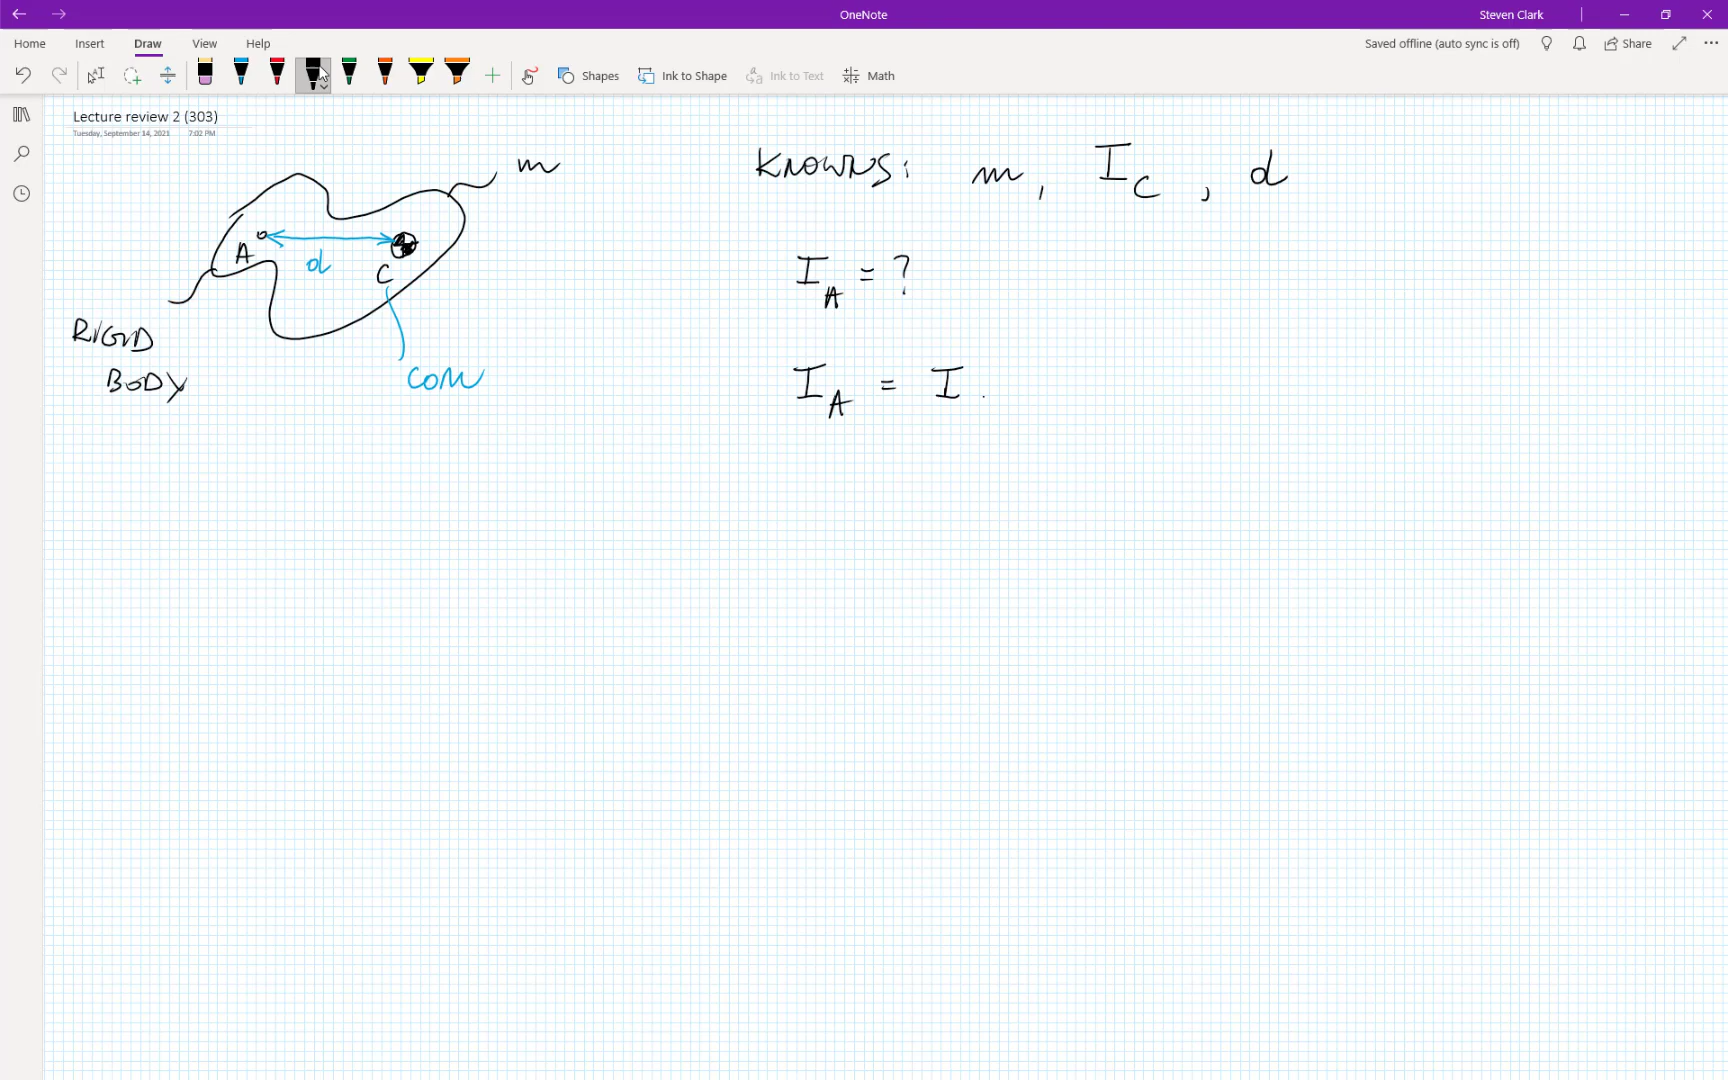 OneNote
Steven Clark
Home Insert Draw View Help
Saved offline (auto sync is off)
Share
Shapes
Ink to Shape
Ink to Text
Math
Lecture review 2 (303)
Tuesday, September 14, 2021 7:02 PM
m
A
d
C
RIGID
BODY
COM
KNOWNS: m, I_C, d
I_A = ?
I_A = I